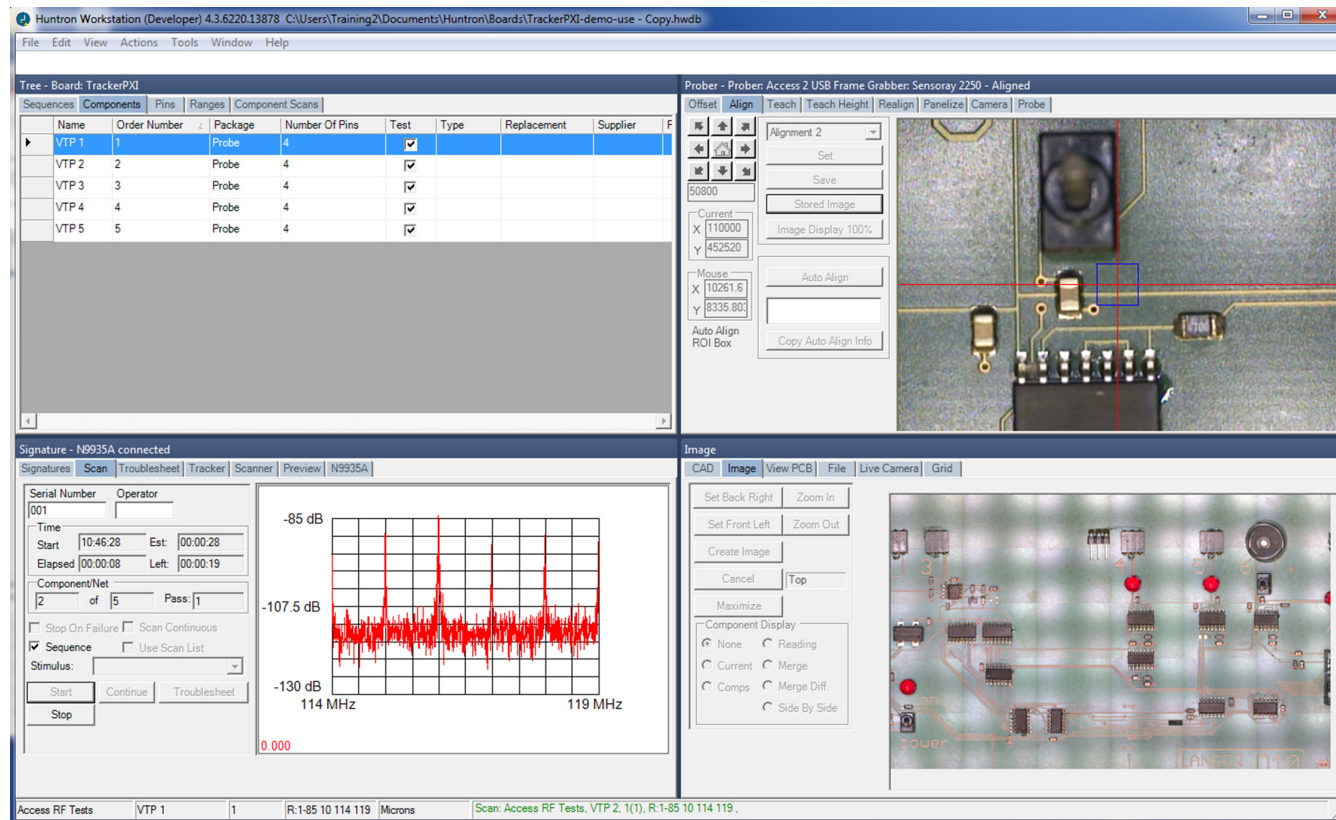 Huntron Workstation (Developer) 4.3.6220.13878 C:\Users\Training2\Documents\Huntron\Boards\TrackerPXI-demo-use - Copy.hwdb
File Edit View Actions Tools Window Help
Tree - Board: TrackerPXI
Sequences Components Pins Ranges Component Scans
Name Order Number Package Number Of Pins Test Type Replacement Supplier F
VTP 1 1 Probe 4
VTP 2 2 Probe 4
VTP 3 3 Probe 4
VTP 4 4 Probe 4
VTP 5 5 Probe 4
Prober - Prober: Access 2 USB Frame Grabber: Sensoray 2250 - Aligned
Offset Align Teach Teach Height Realign Panelize Camera Probe
Alignment 2
Set
Save
50800
Stored Image
Current
X 110000
Image Display 100%
Y 452520
Mouse
Auto Align
X 10261.6
Y 8335.80
Auto Align
ROI Box
Copy Auto Align Info
Signature - N9935A connected
Signatures Scan Troublesheet Tracker Scanner Preview N9935A
Serial Number Operator
001
Time
Start 10:46:28 Est: 00:00:28
Elapsed 00:00:08 Left: 00:00:19
Component/Net
2 of 5 Pass: 1
Stop On Failure Scan Continuous
Sequence Use Scan List
Stimulus:
Start Continue Troublesheet
Stop
-85 dB
-107.5 dB
-130 dB
114 MHz 119 MHz
0.000
Image
CAD Image View PCB File Live Camera Grid
Set Back Right Zoom In
Set Front Left Zoom Out
Create Image
Cancel Top
Maximize
Component Display
None Reading
Current Merge
Comps Merge Diff.
Side By Side
3 4 5 6
power
1 LANGER
Access RF Tests VTP 1 1 R:1-85 10 114 119 Microns Scan: Access RF Tests, VTP 2, 1(1), R:1-85 10 114 119 ,